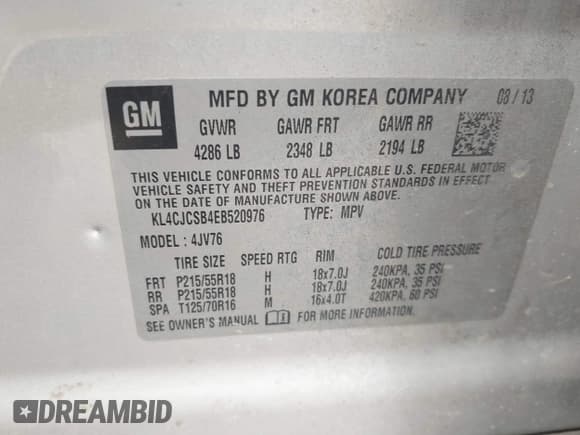 GM MFD BY GM KOREA COMPANY 08/13
GVWR GAWR FRT GAWR RR
4286 LB 2348 LB 2194 LB
THIS VEHICLE CONFORMS TO ALL APPLICABLE U.S. FEDERAL MOTOR
VEHICLE SAFETY AND THEFT PREVENTION STANDARDS IN EFFECT
ON THE DATE OF MANUFACTURE SHOWN ABOVE.
KL4CJCSB4EB520976 TYPE: MPV
MODEL: 4JV76
TIRE SIZE SPEED RTG RIM COLD TIRE PRESSURE
FRT P215/55R18 H 18x7.0J 240KPA, 35 PSI
RR P215/55R18 H 18x7.0J 240KPA, 35 PSI
SPA T125/70R16 M 16x4.0T 420KPA, 60 PSI
SEE OWNER'S MANUAL FOR MORE INFORMATION.
DREAMBID